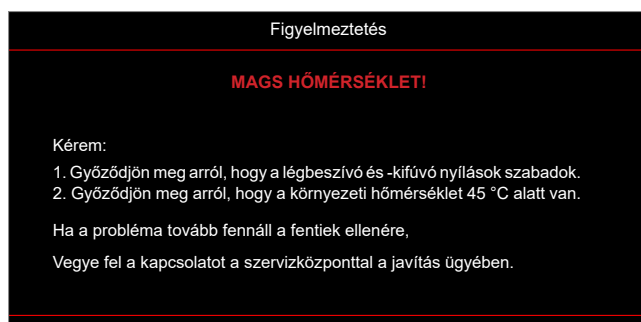 Figyelmeztetés
MAGS HŐMÉRSÉKLET!
Kérem:
1. Győződjön meg arról, hogy a légbeszívó és -kifúvó nyílások szabadok.
2. Győződjön meg arról, hogy a környezeti hőmérséklet 45 °C alatt van.
Ha a probléma tovább fennáll a fentiek ellenére,
Vegye fel a kapcsolatot a szervizközponttal a javítás ügyében.